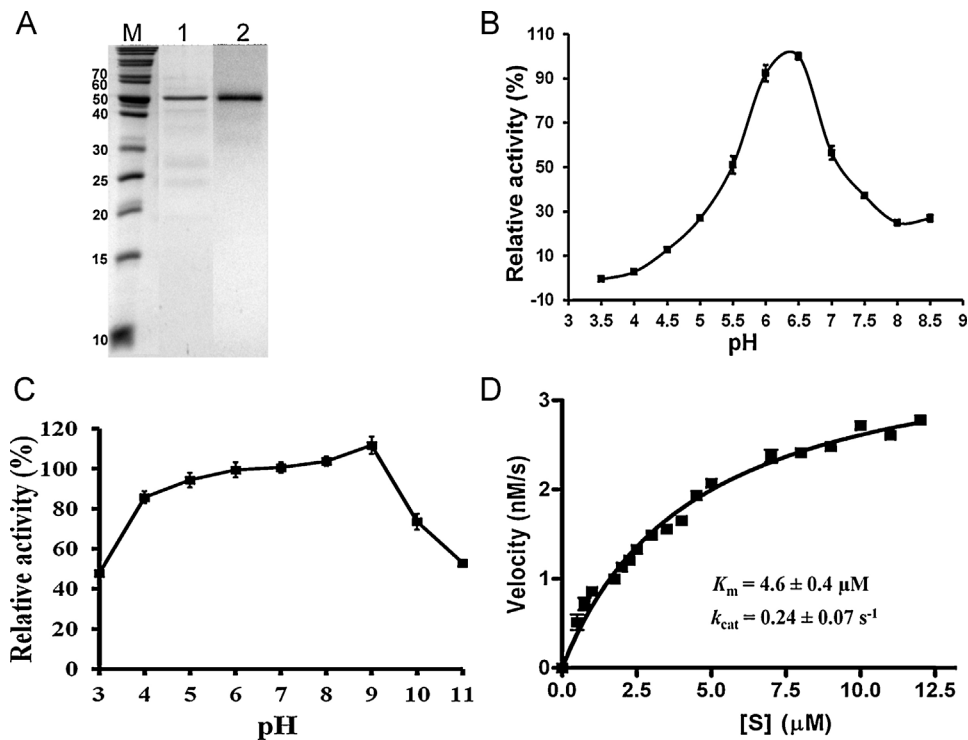 A
M 1 2
70
60
50
40
30
25
20
15
10
B
Relative activity (%)
110
90
70
50
30
10
-10
3 3.5 4 4.5 5 5.5 6 6.5 7 7.5 8 8.5 9
pH
C
Relative activity (%)
120
100
80
60
40
20
0
3 4 5 6 7 8 9 10 11
pH
D
Velocity (nM/s)
3
2
1
0
0.0 2.5 5.0 7.5 10.0 12.5
[S] (μM)
Km = 4.6 ± 0.4 μM
kcat = 0.24 ± 0.07 s-1